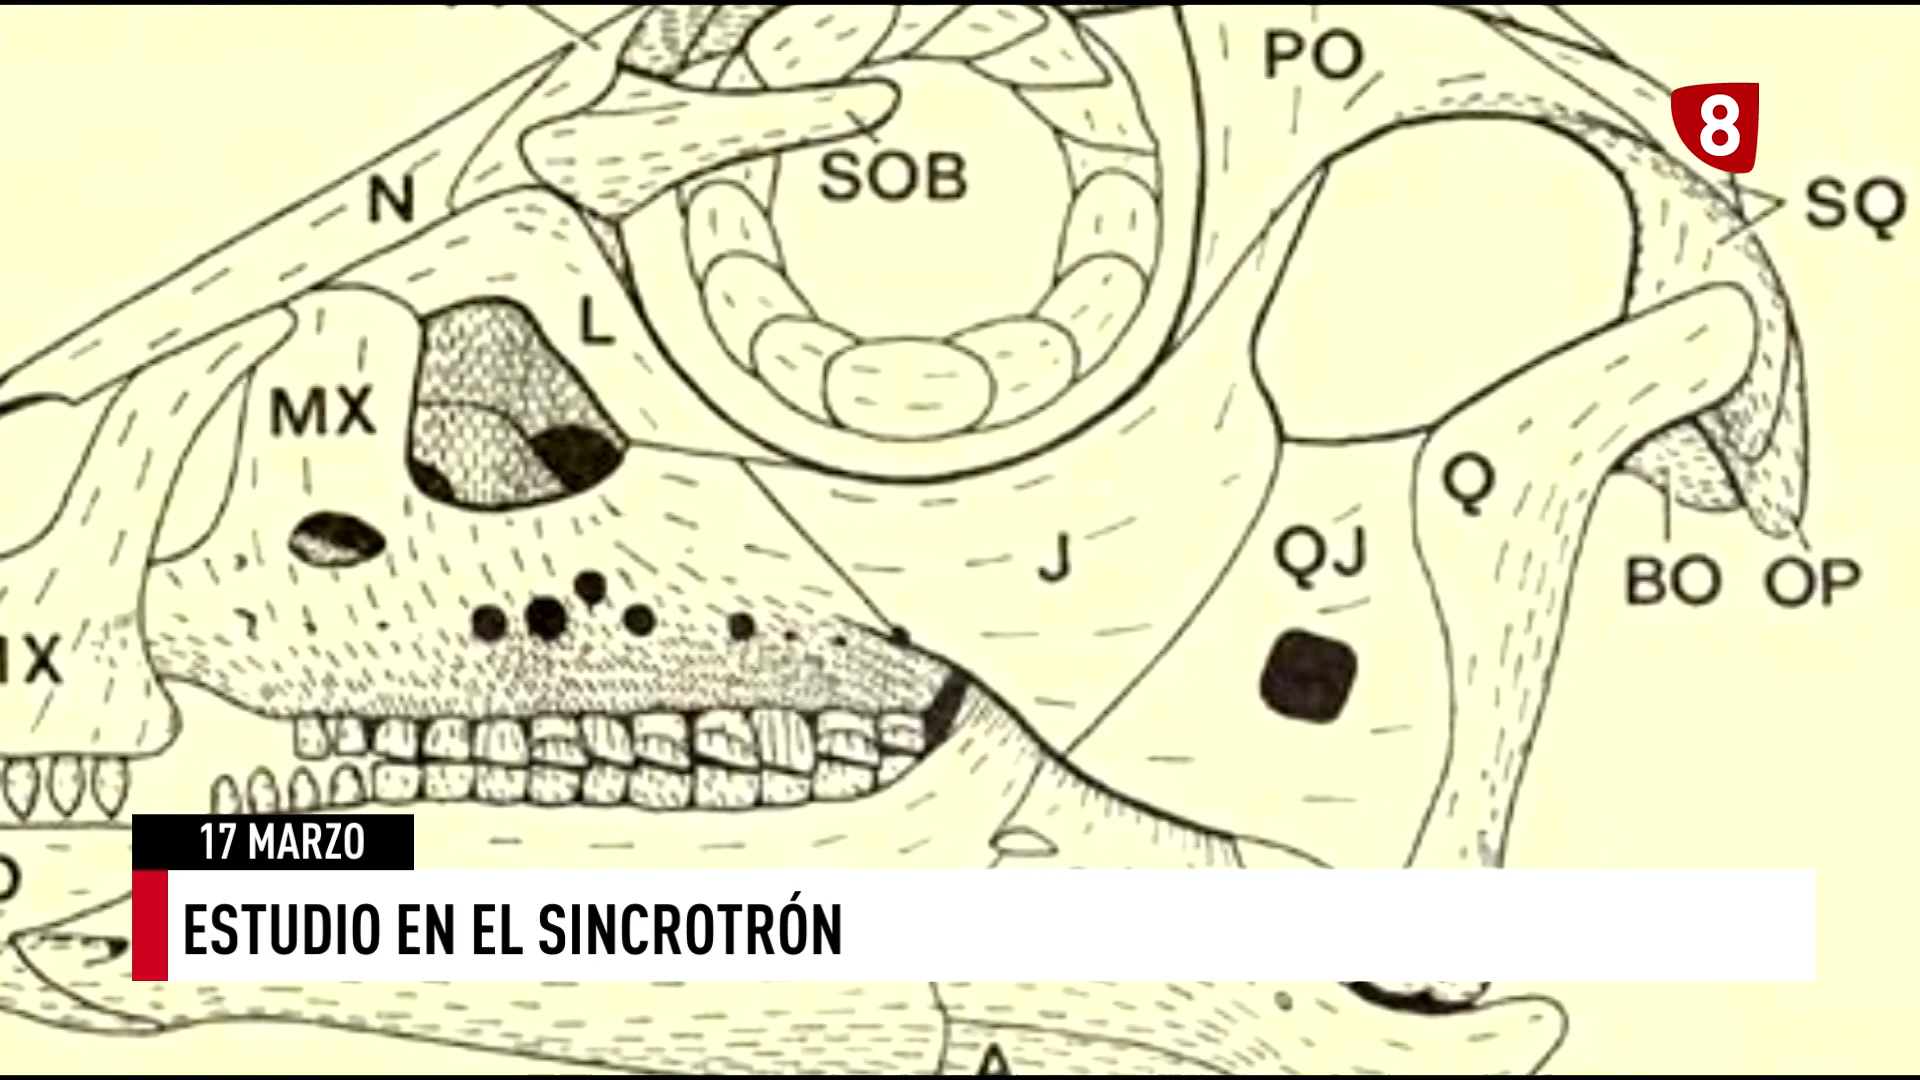 PO
8
N
SOB
SQ
L
MX
Q
J
QJ
BO OP
17 MARZO
ESTUDIO EN EL SINCROTRÓN
A